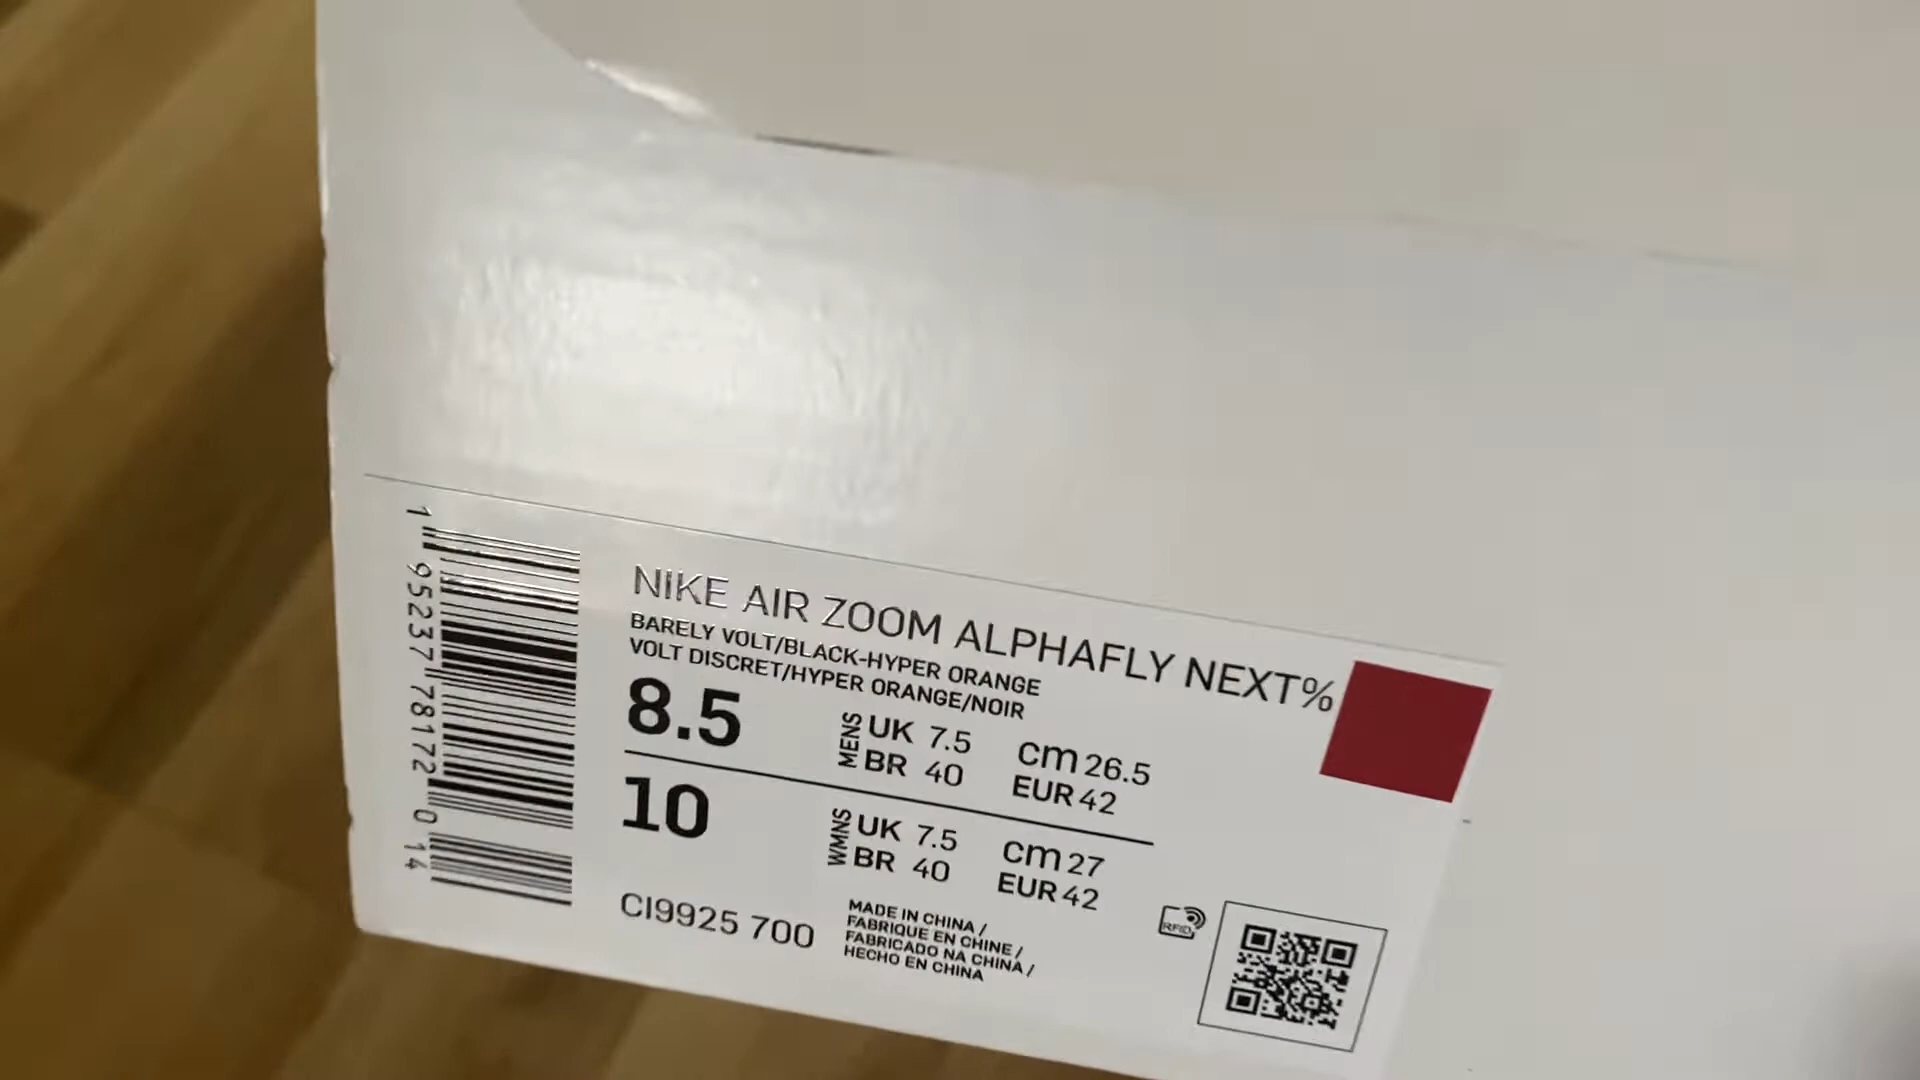 NIKE AIR ZOOM ALPHAFLY NEXT%
BARELY VOLT/BLACK-HYPER ORANGE
VOLT DISCRET/HYPER ORANGE/NOIR
8.5
MENS
UK 7.5
BR 40
cm 26.5
EUR 42
10
WMNS
UK 7.5
BR 40
cm 27
EUR 42
CI9925 700
MADE IN CHINA /
FABRIQUE EN CHINE /
FABRICADO NA CHINA /
HECHO EN CHINA
RFID
1 95237 78172 0 14